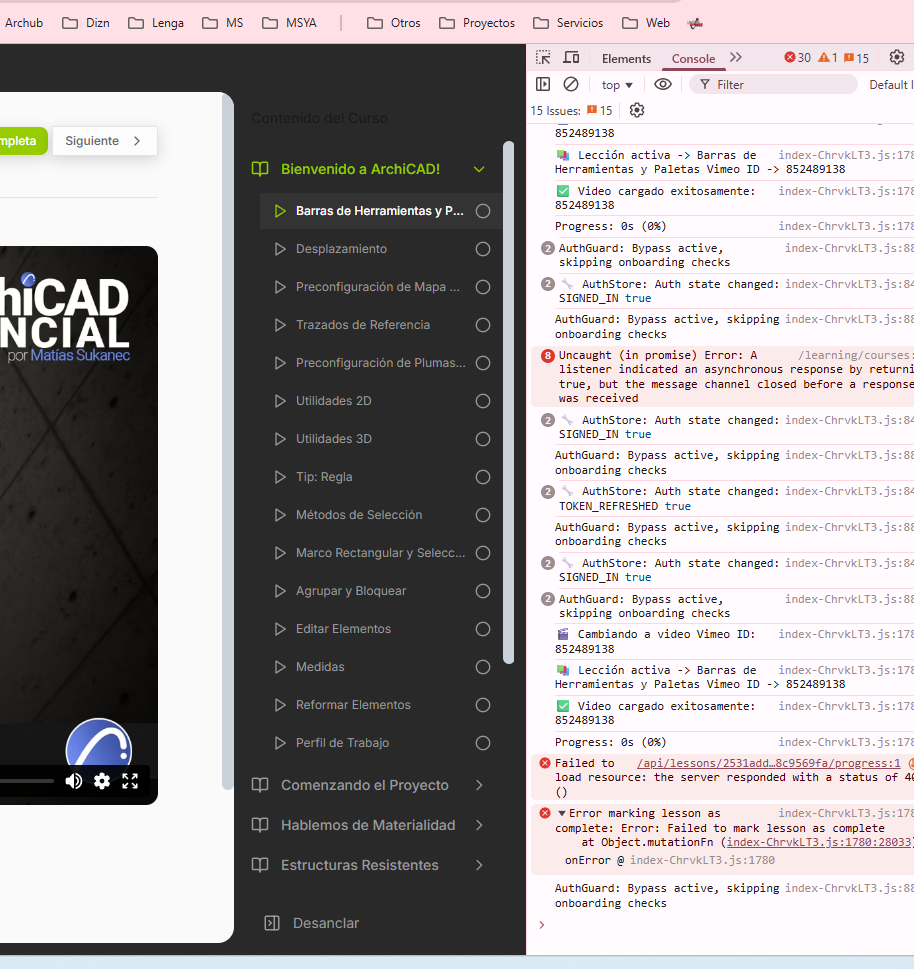 Archub Dizn Lenga MS MSYA | Otros Proyectos Servicios Web
mpleta
Siguiente
hiCAD
NCIAL
por Matías Sukanec
Contenido del Curso
Bienvenido a ArchiCAD!
Barras de Herramientas y P...
Desplazamiento
Preconfiguración de Mapa ...
Trazados de Referencia
Preconfiguración de Plumas...
Utilidades 2D
Utilidades 3D
Tip: Regla
Métodos de Selección
Marco Rectangular y Selecc...
Agrupar y Bloquear
Editar Elementos
Medidas
Reformar Elementos
Perfil de Trabajo
Comenzando el Proyecto
Hablemos de Materialidad
Estructuras Resistentes
Desanclar
Elements Console 30 1 15
top Filter Default l
15 Issues: 15
852489138
Lección activa -> Barras de index-ChrvkLT3.js:178
Herramientas y Paletas Vimeo ID -> 852489138
Video cargado exitosamente: index-ChrvkLT3.js:178
852489138
Progress: 0s (0%) index-ChrvkLT3.js:178
2 AuthGuard: Bypass active, index-ChrvkLT3.js:88
skipping onboarding checks
2 AuthStore: Auth state changed: index-ChrvkLT3.js:84
SIGNED_IN true
AuthGuard: Bypass active, skipping index-ChrvkLT3.js:88
onboarding checks
8 Uncaught (in promise) Error: A /learning/courses:
listener indicated an asynchronous response by returni
true, but the message channel closed before a response
was received
2 AuthStore: Auth state changed: index-ChrvkLT3.js:84
SIGNED_IN true
AuthGuard: Bypass active, skipping index-ChrvkLT3.js:88
onboarding checks
2 AuthStore: Auth state changed: index-ChrvkLT3.js:84
TOKEN_REFRESHED true
AuthGuard: Bypass active, skipping index-ChrvkLT3.js:88
onboarding checks
2 AuthStore: Auth state changed: index-ChrvkLT3.js:84
SIGNED_IN true
2 AuthGuard: Bypass active, index-ChrvkLT3.js:88
skipping onboarding checks
Cambiando a video Vimeo ID: index-ChrvkLT3.js:178
852489138
Lección activa -> Barras de index-ChrvkLT3.js:178
Herramientas y Paletas Vimeo ID -> 852489138
Video cargado exitosamente: index-ChrvkLT3.js:178
852489138
Progress: 0s (0%) index-ChrvkLT3.js:178
Failed to /api/lessons/2531add…8c9569fa/progress:1
load resource: the server responded with a status of 40
()
Error marking lesson as index-ChrvkLT3.js:1780
complete: Error: Failed to mark lesson as complete
at Object.mutationFn (index-ChrvkLT3.js:1780:28033)
onError @ index-ChrvkLT3.js:1780
AuthGuard: Bypass active, skipping index-ChrvkLT3.js:88
onboarding checks